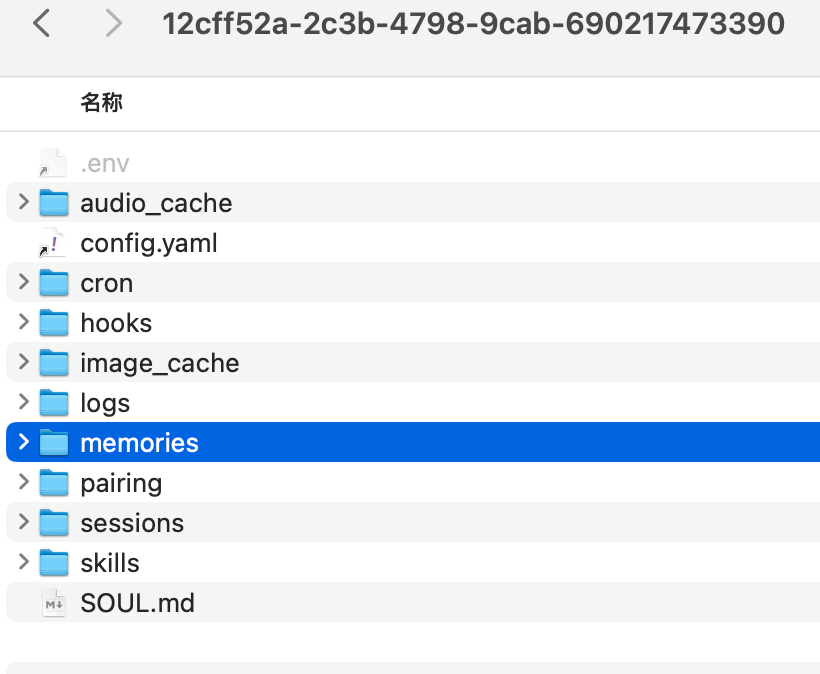 12cff52a-2c3b-4798-9cab-690217473390
名称
.env
audio_cache
config.yaml
cron
hooks
image_cache
logs
memories
pairing
sessions
skills
SOUL.md